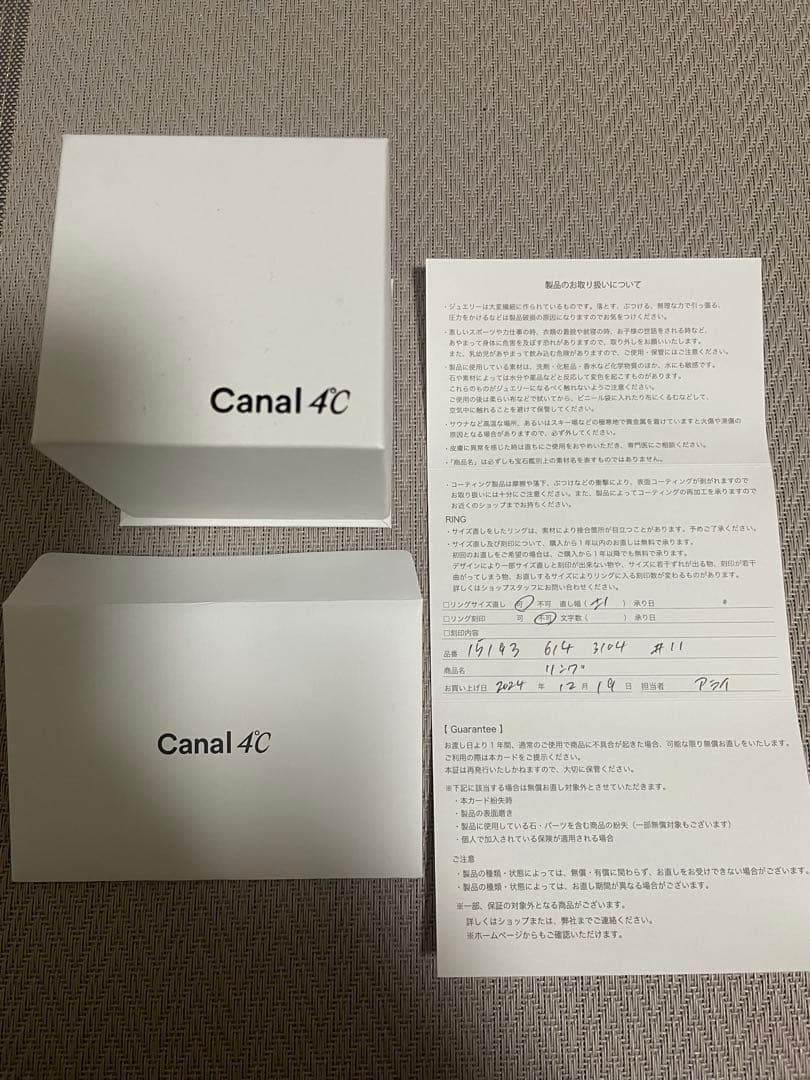 Canal 4℃
Canal 4℃
製品のお取り扱いについて
・ジュエリーは大変繊細に作られているものです。落とす、ぶつける、無理な力で引っ張る、
圧力をかけるなどは製品破損の原因になりますのでお気をつけください。
・激しいスポーツや力仕事の時、衣類の着脱や就寝の時、お子様の世話をされる時など、
あやまって身体に危害を及ぼす恐れがありますので、取り外しをお願いいたします。
また、乳幼児があやまって飲み込む危険がありますので、ご使用・保管にはご注意ください。
・製品に使用している素材は、洗剤・化粧品・香水など化学物質のほか、水にも敏感です。
石や素材によっては水分や薬品などと反応して変色を起こすものがあります。
これらのものがジュエリーになるべく触れないようご注意ください。
ご使用の後は柔らい布などで拭いてから、ビニール袋に入れたり布にくるむなどして、
空気中に触れることを避けて保管してください。
・サウナなど高温な場所、あるいはスキー場などの極寒地で貴金属を着けていますと火傷や凍傷の
原因となる場合がありますので、必ず外してください。
・皮膚に異常を感じた時は直ちにご使用をおやめいただき、専門医にご相談ください。
・「商品名」は必ずしも宝石鑑別上の素材名を表すものではありません。
・コーティング製品は摩擦や落下、ぶつけなどの衝撃により、表面コーティングが剥がれますので
お取り扱いには十分にご注意ください。また、製品によってコーティングの再加工を承りますので
お近くのショップまでお持ちください。
RING
・サイズ直しをしたリングは、素材により接合箇所が目立つことがあります。予めご了承ください。
・サイズ直し及び刻印について、購入から1年以内のお直しは無料で承ります。
初回のお直しをご希望の場合は、ご購入から1年以降でも無料で承ります。
デザインにより一部サイズ直しと刻印が出来ない物や、サイズに若干ずれが出る物、刻印が若干
曲がってしまう物、お直しするサイズによりリングに入る刻印数が変わるものがあります。
詳しくはショップスタッフにお問い合わせください。
□リングサイズ直し 可 不可 直し幅( ±1 ) 承り日 #
□リング刻印 可 不可 文字数( ) 承り日
□刻印内容
品番 15193 614 3104 #11
商品名 リング
お買い上げ日 2024 年 12 月 19 日 担当者 アライ
【 Guarantee 】
お渡し日より1年間、通常のご使用で商品に不具合が起きた場合、可能な限り無償お直しをいたします。
ご利用の際は本カードをご提示ください。
本証は再発行いたしかねますので、大切に保管ください。
※下記に該当する場合は無償お直し対象外とさせていただきます。
・本カード紛失時
・製品の表面磨き
・製品に使用している石・パーツを含む商品の紛失(一部無償対象もございます)
・個人で加入されている保険が適用される場合
ご注意
・製品の種類・状態によっては、無償・有償に関わらず、お直しをお受けできない場合がございます。
・製品の種類・状態によっては、お直し期間が異なる場合がございます。
※一部、保証の対象外となる商品がございます。
詳しくはショップまたは、弊社までご連絡ください。
※ホームページからもご確認いただけます。